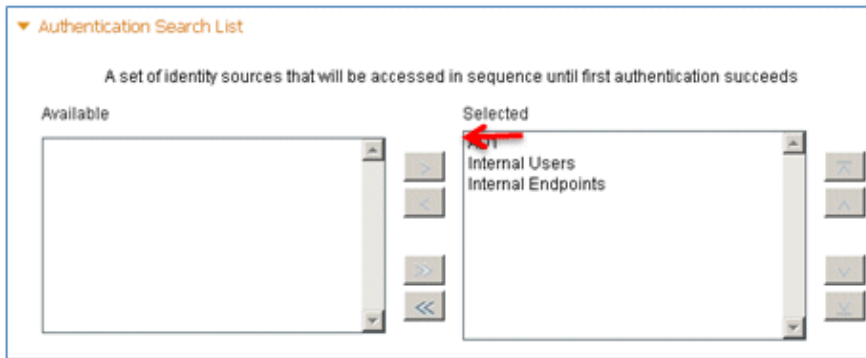 Authentication Search List
A set of identity sources that will be accessed in sequence until first authentication succeeds
Available
Selected
AD1
Internal Users
Internal Endpoints